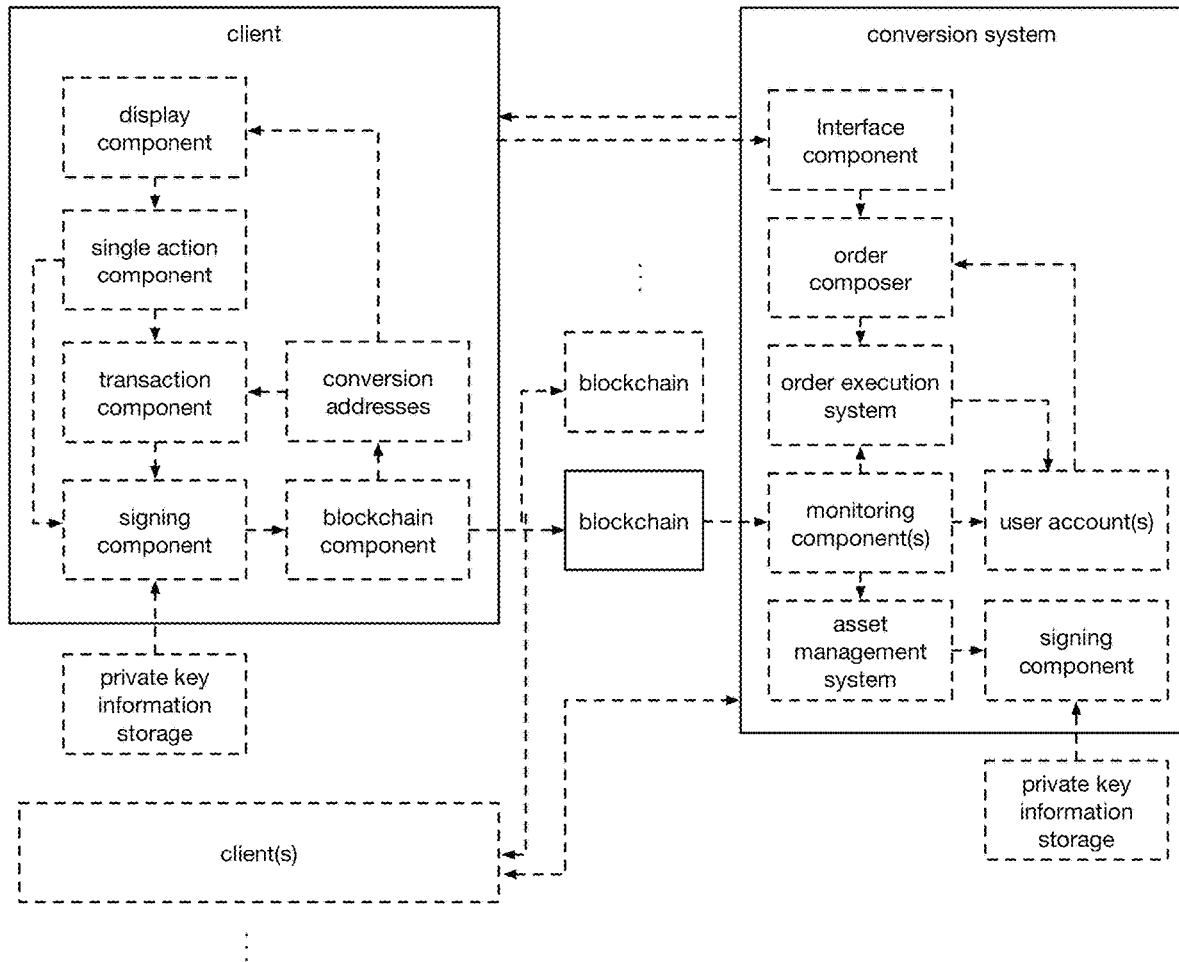 client
display
component
single action
component
transaction
component
conversion
addresses
signing
component
blockchain
component
private key
information
storage
client(s)
blockchain
blockchain
conversion system
Interface
component
order
composer
order execution
system
monitoring
component(s)
user account(s)
asset
management
system
signing
component
private key
information
storage